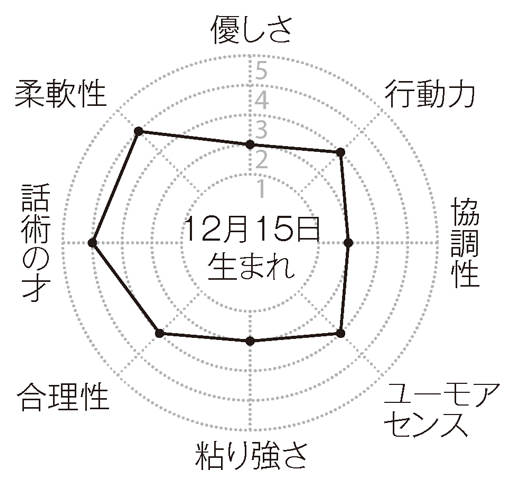 優しさ
行動力
協調性
ユーモア
センス
粘り強さ
合理性
話術の才
柔軟性
5
4
3
2
1
12月15日
生まれ